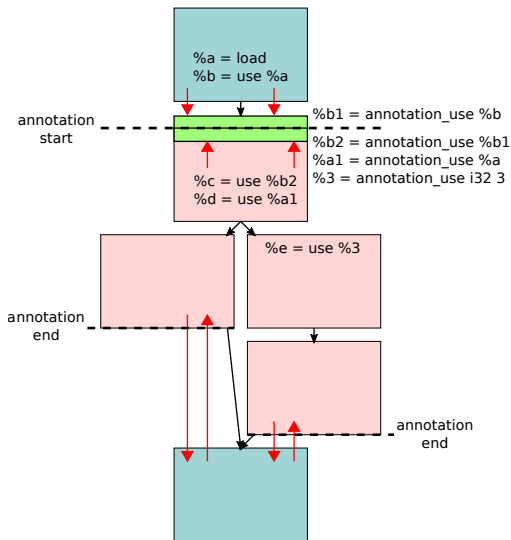 %a = load
%b = use %a
%b1 = annotation_use %b
annotation
start
%b2 = annotation_use %b1
%a1 = annotation_use %a
%3 = annotation_use i32 3
%c = use %b2
%d = use %a1
%e = use %3
annotation
end
annotation
end